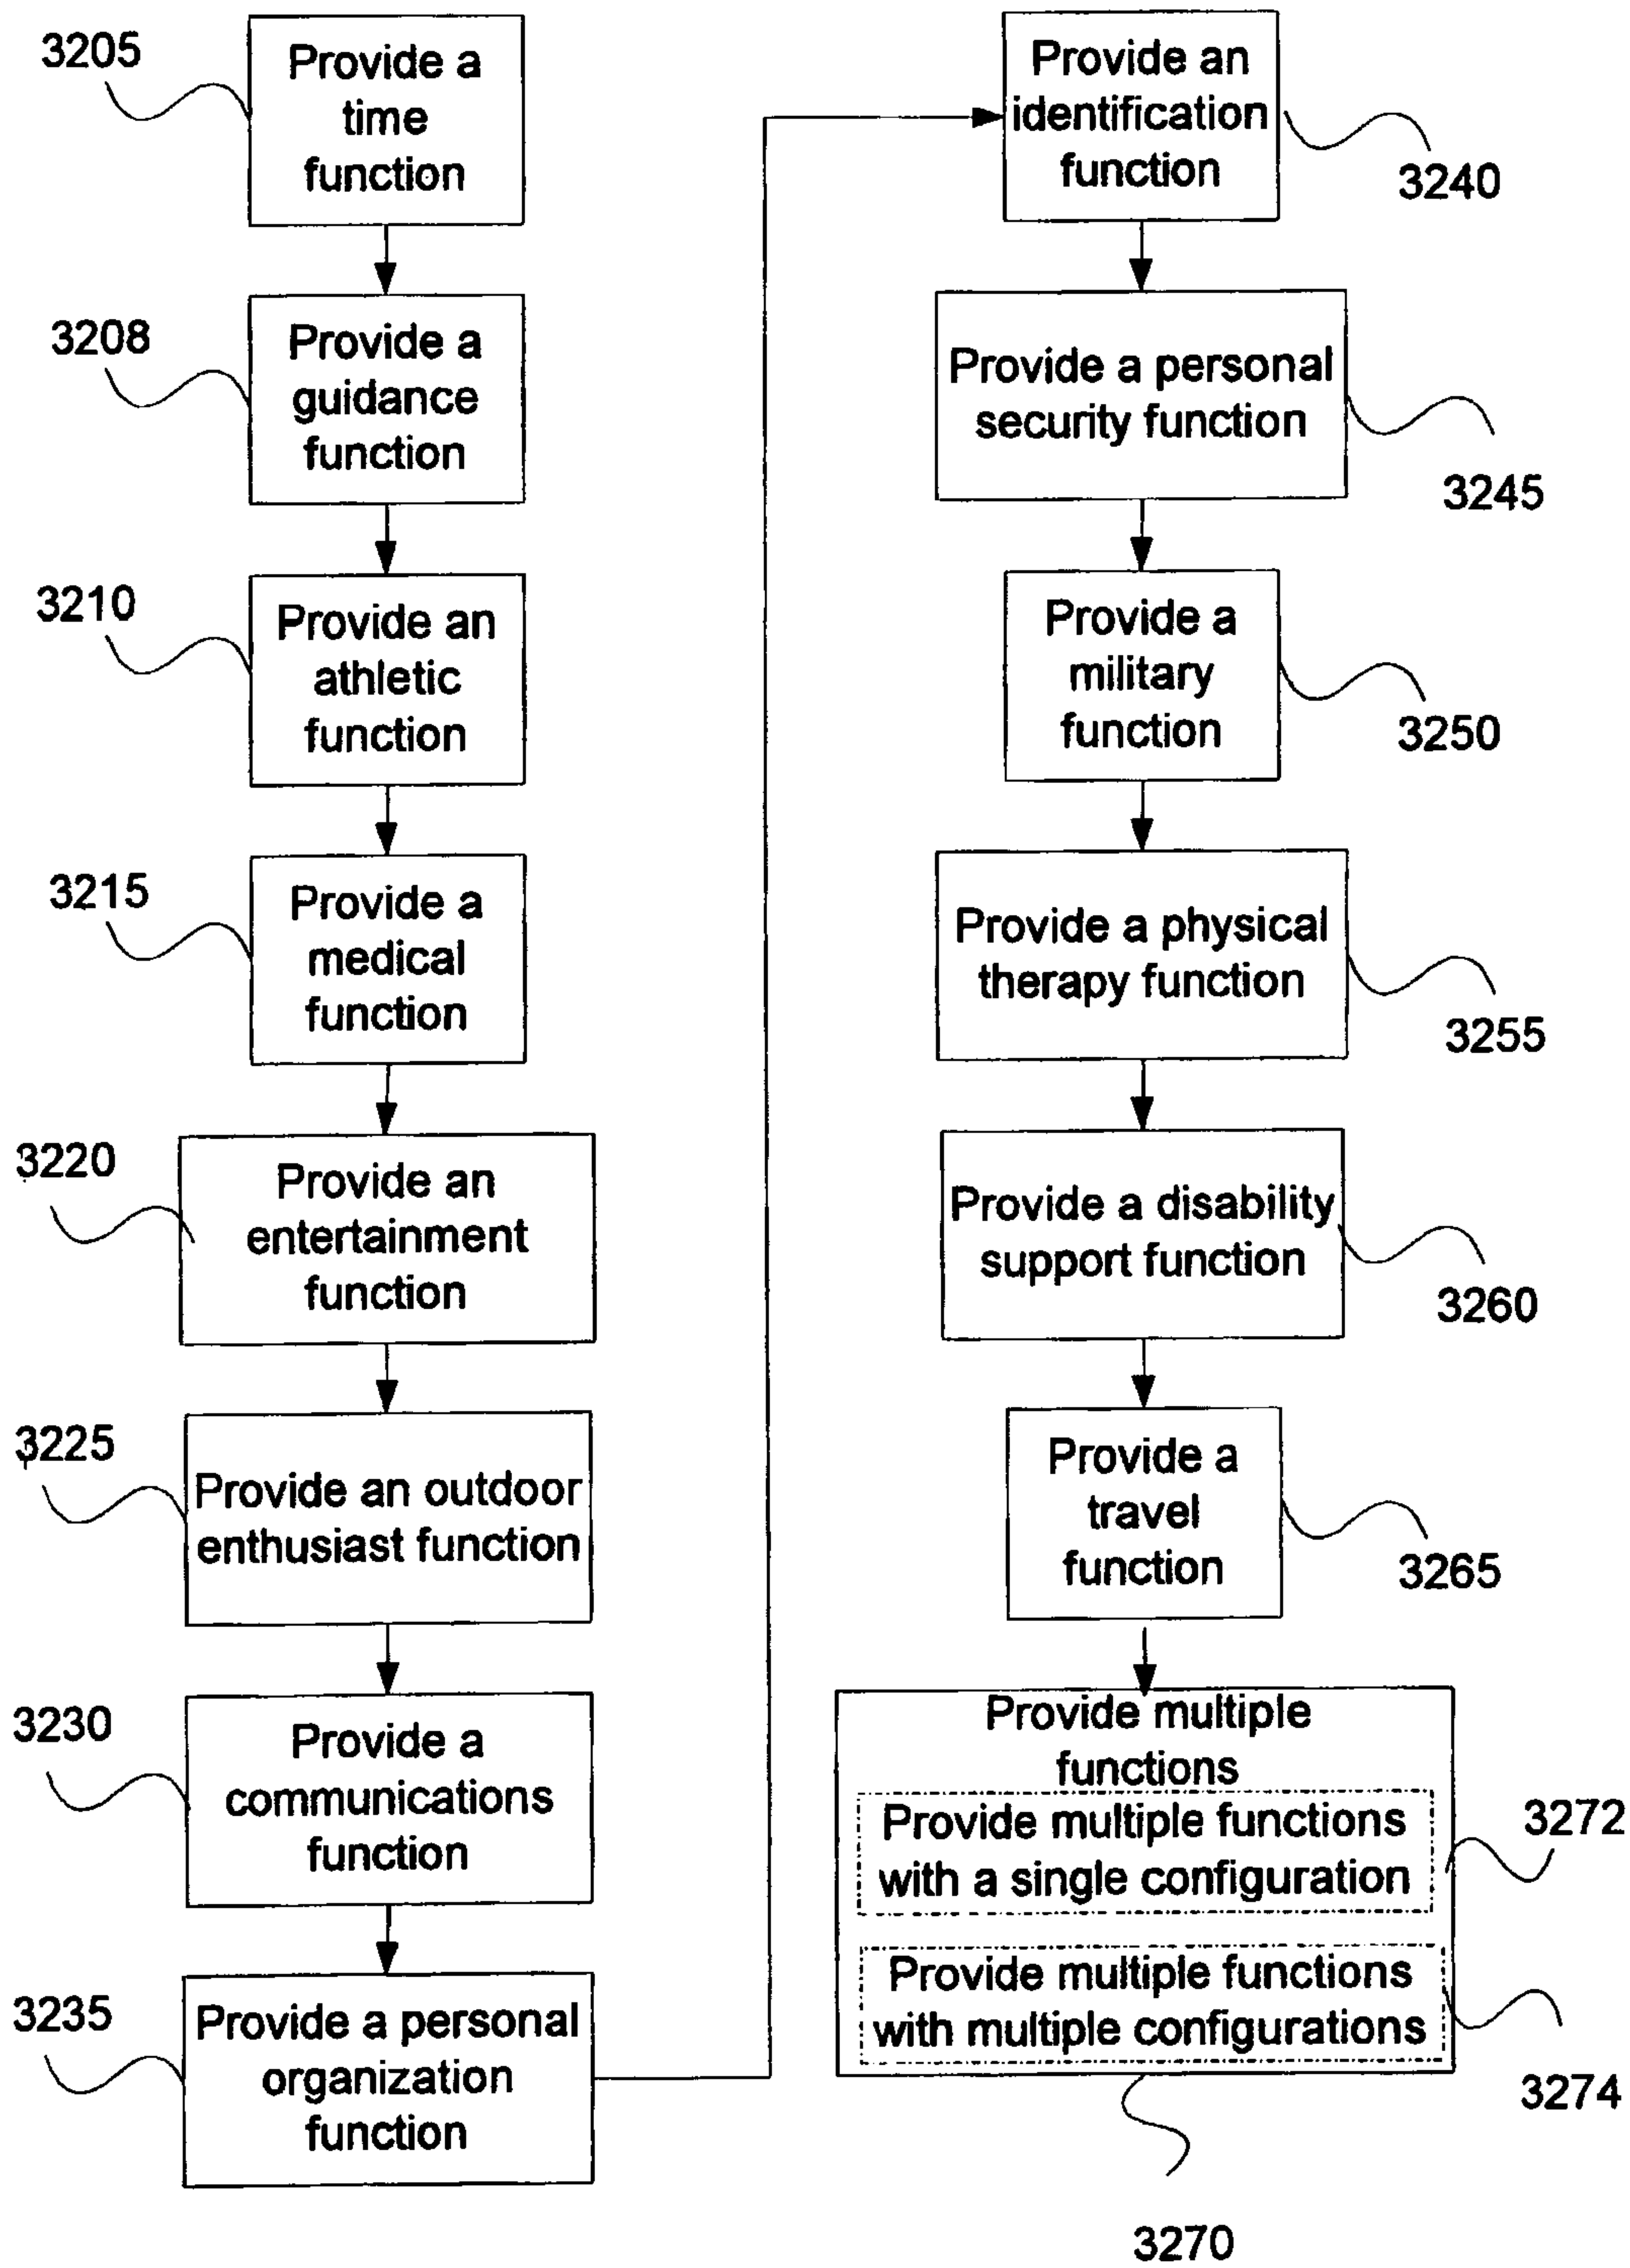 3205
Provide a
time
function
3208
Provide a
guidance
function
3210
Provide an
athletic
function
3215
Provide a
medical
function
3220
Provide an
entertainment
function
3225
Provide an outdoor
enthusiast function
3230
Provide a
communications
function
3235
Provide a personal
organization
function
Provide an
identification
function
3240
Provide a personal
security function
3245
Provide a
military
function
3250
Provide a physical
therapy function
3255
Provide a disability
support function
3260
Provide a
travel
function
3265
Provide multiple
functions
Provide multiple functions
with a single configuration
3272
Provide multiple functions
with multiple configurations
3274
3270